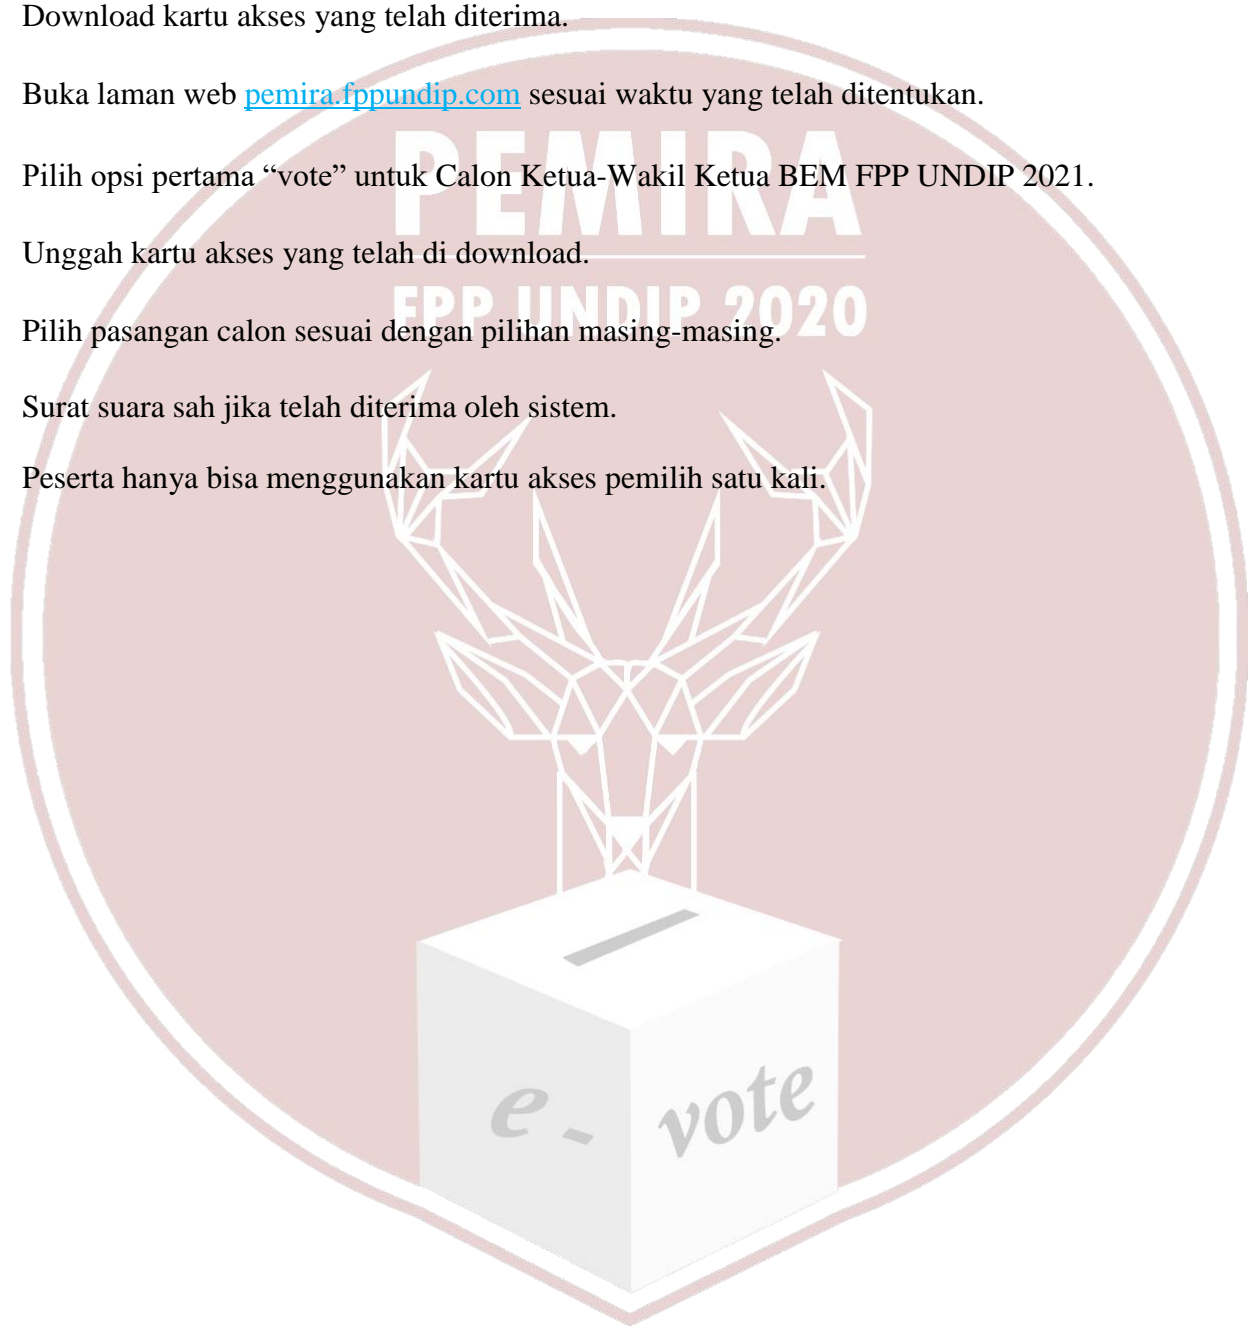 Download kartu akses yang telah diterima.
Buka laman web pemira.fppundip.com sesuai waktu yang telah ditentukan.
PEMIRA
Pilih opsi pertama “vote” untuk Calon Ketua-Wakil Ketua BEM FPP UNDIP 2021.
Unggah kartu akses yang telah di download.
FPP UNDIP 2020
Pilih pasangan calon sesuai dengan pilihan masing-masing.
Surat suara sah jika telah diterima oleh sistem.
Peserta hanya bisa menggunakan kartu akses pemilih satu kali.
e- vote